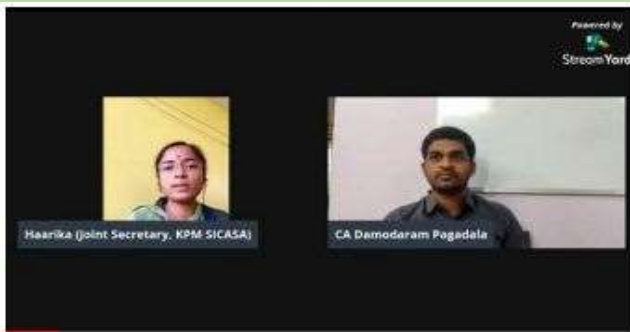 Powered by
StreamYard
Haarika (Joint Secretary, KPM SICASA)
CA Damodaram Pagadala